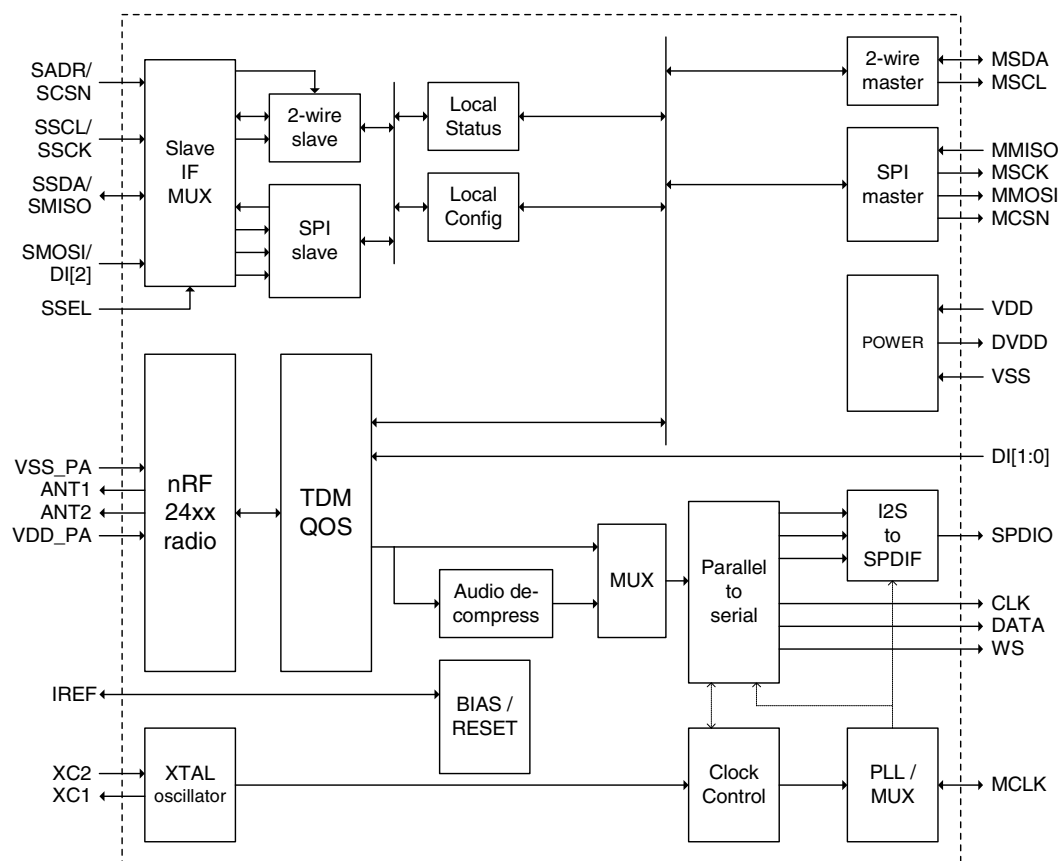 SADR/
SCSN
SSCL/
SSCK
SSDA/
SMISO
SMOSI/
DI[2]
SSEL
Slave
IF
MUX
2-wire
slave
SPI
slave
Local
Status
Local
Config
2-wire
master
MSDA
MSCL
SPI
master
MMISO
MSCK
MMOSI
MCSN
POWER
VDD
DVDD
VSS
VSS_PA
ANT1
ANT2
VDD_PA
nRF
24xx
radio
TDM
QOS
DI[1:0]
Audio de-
compress
MUX
Parallel
to
serial
I2S
to
SPDIF
SPDIO
CLK
DATA
WS
IREF
BIAS /
RESET
XC2
XC1
XTAL
oscillator
Clock
Control
PLL /
MUX
MCLK